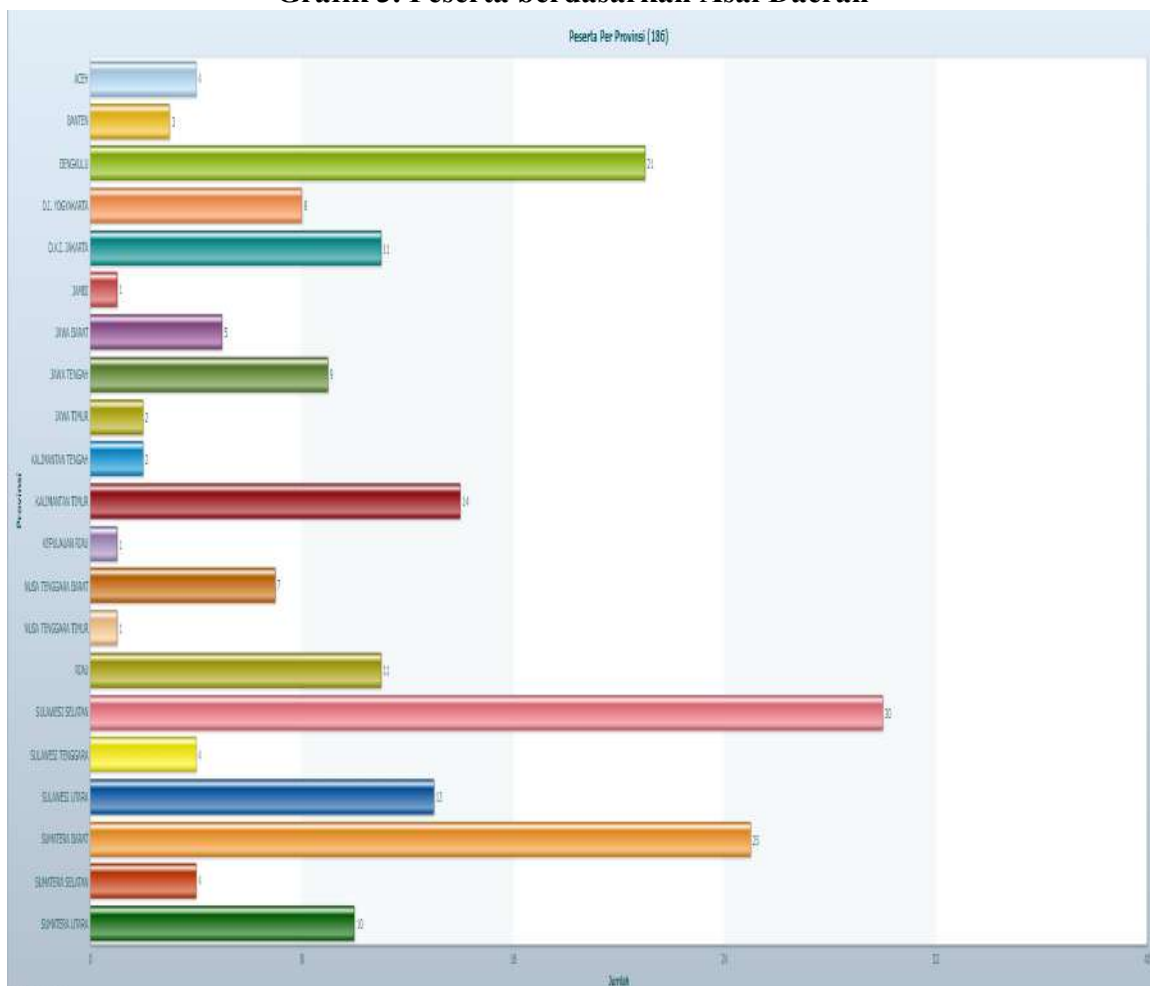 Grafik Peserta berdasarkan Asal Daerah
Peserta Per Provinsi (186)
ACEH 4
BANTEN 3
BENGKULU 21
D.I. YOGYAKARTA 8
D.K.I. JAKARTA 11
JAMBI 1
JAWA BARAT 5
JAWA TENGAH 9
JAWA TIMUR 2
KALIMANTAN TENGAH 2
KALIMANTAN TIMUR 14
KEPULAUAN RIAU 1
NUSA TENGGARA BARAT 7
NUSA TENGGARA TIMUR 1
RIAU 11
SULAWESI SELATAN 30
SULAWESI TENGGARA 4
SULAWESI UTARA 13
SUMATERA BARAT 25
SUMATERA SELATAN 4
SUMATERA UTARA 10
Provinsi
0 8 16 24 32 40
Jumlah